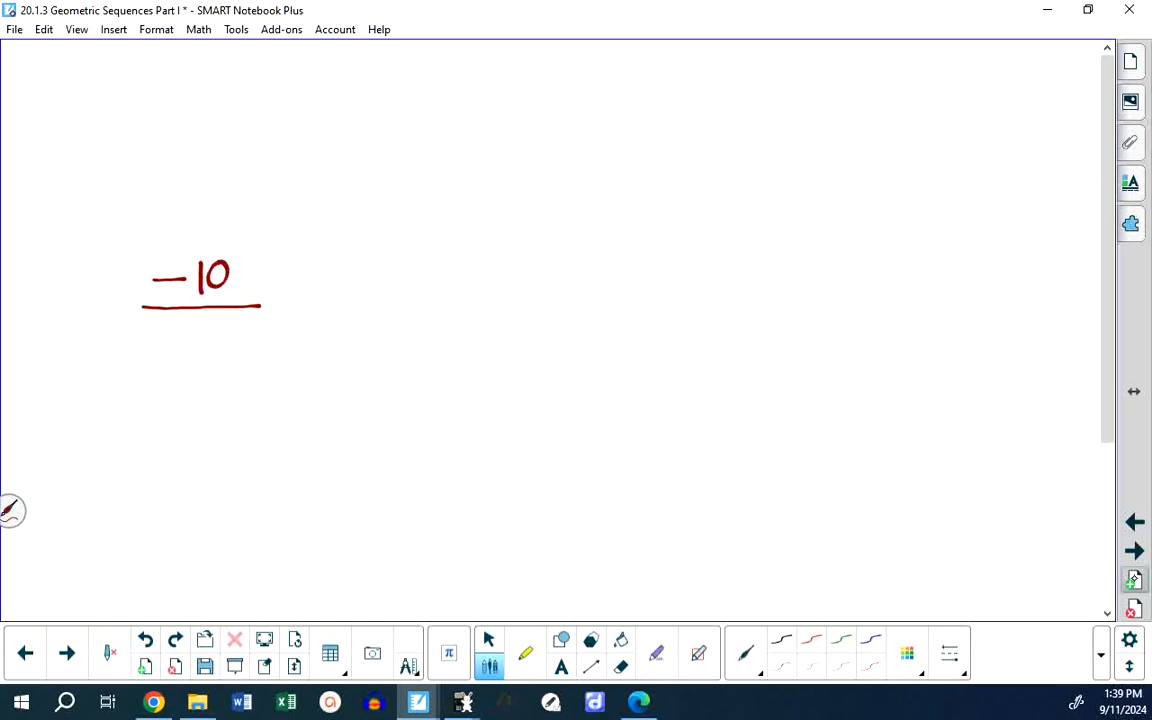 20.1.3 Geometric Sequences Part I * - SMART Notebook Plus
File Edit View Insert Format Math Tools Add-ons Account Help
-10
1:39 PM
9/11/2024